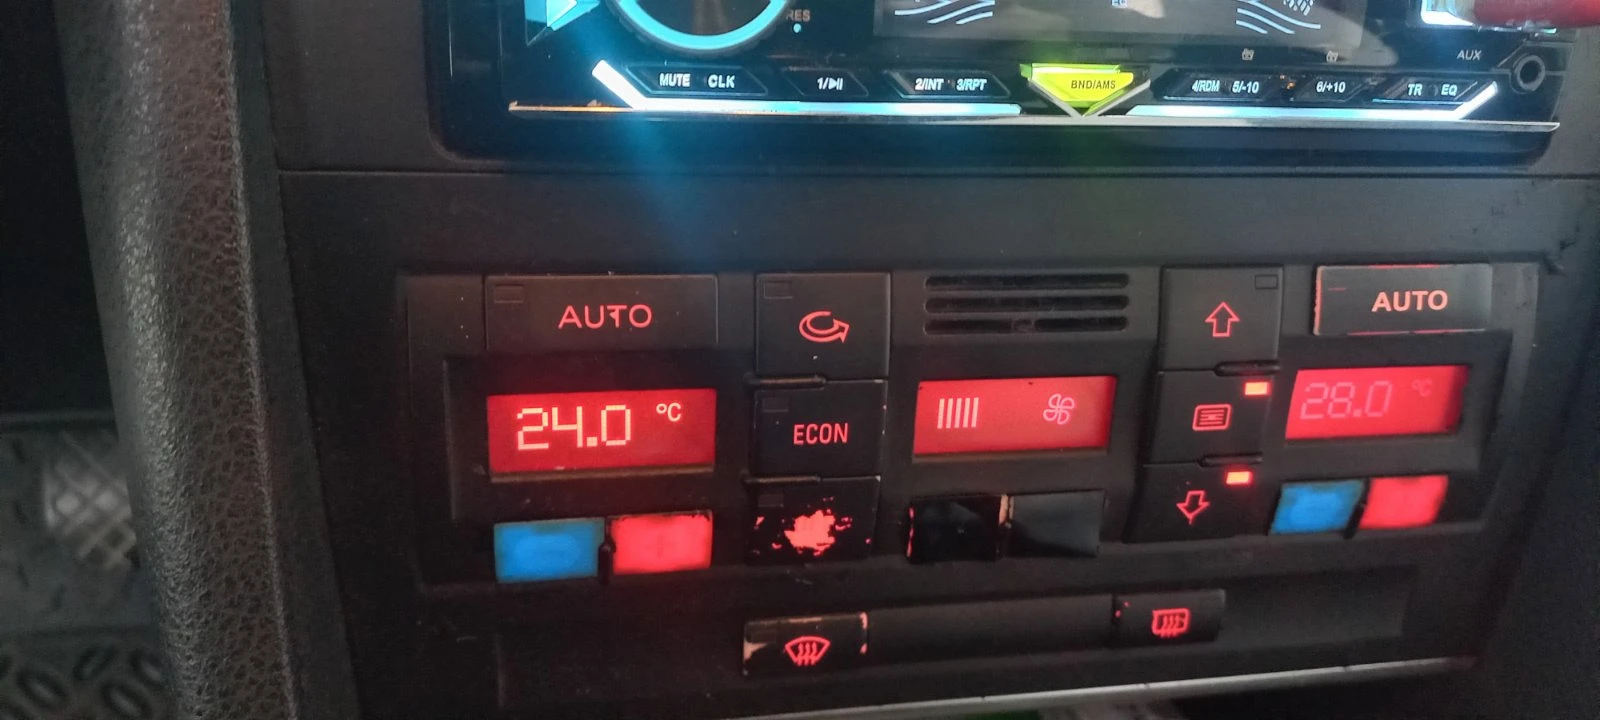 RES
AUX
MUTE CLK 1/▷|| 2/INT 3/RPT BND/AMS 4/RDM 5/-10 6/+10 TR EQ
AUTO AUTO
24.0 °C ECON 28.0 °C